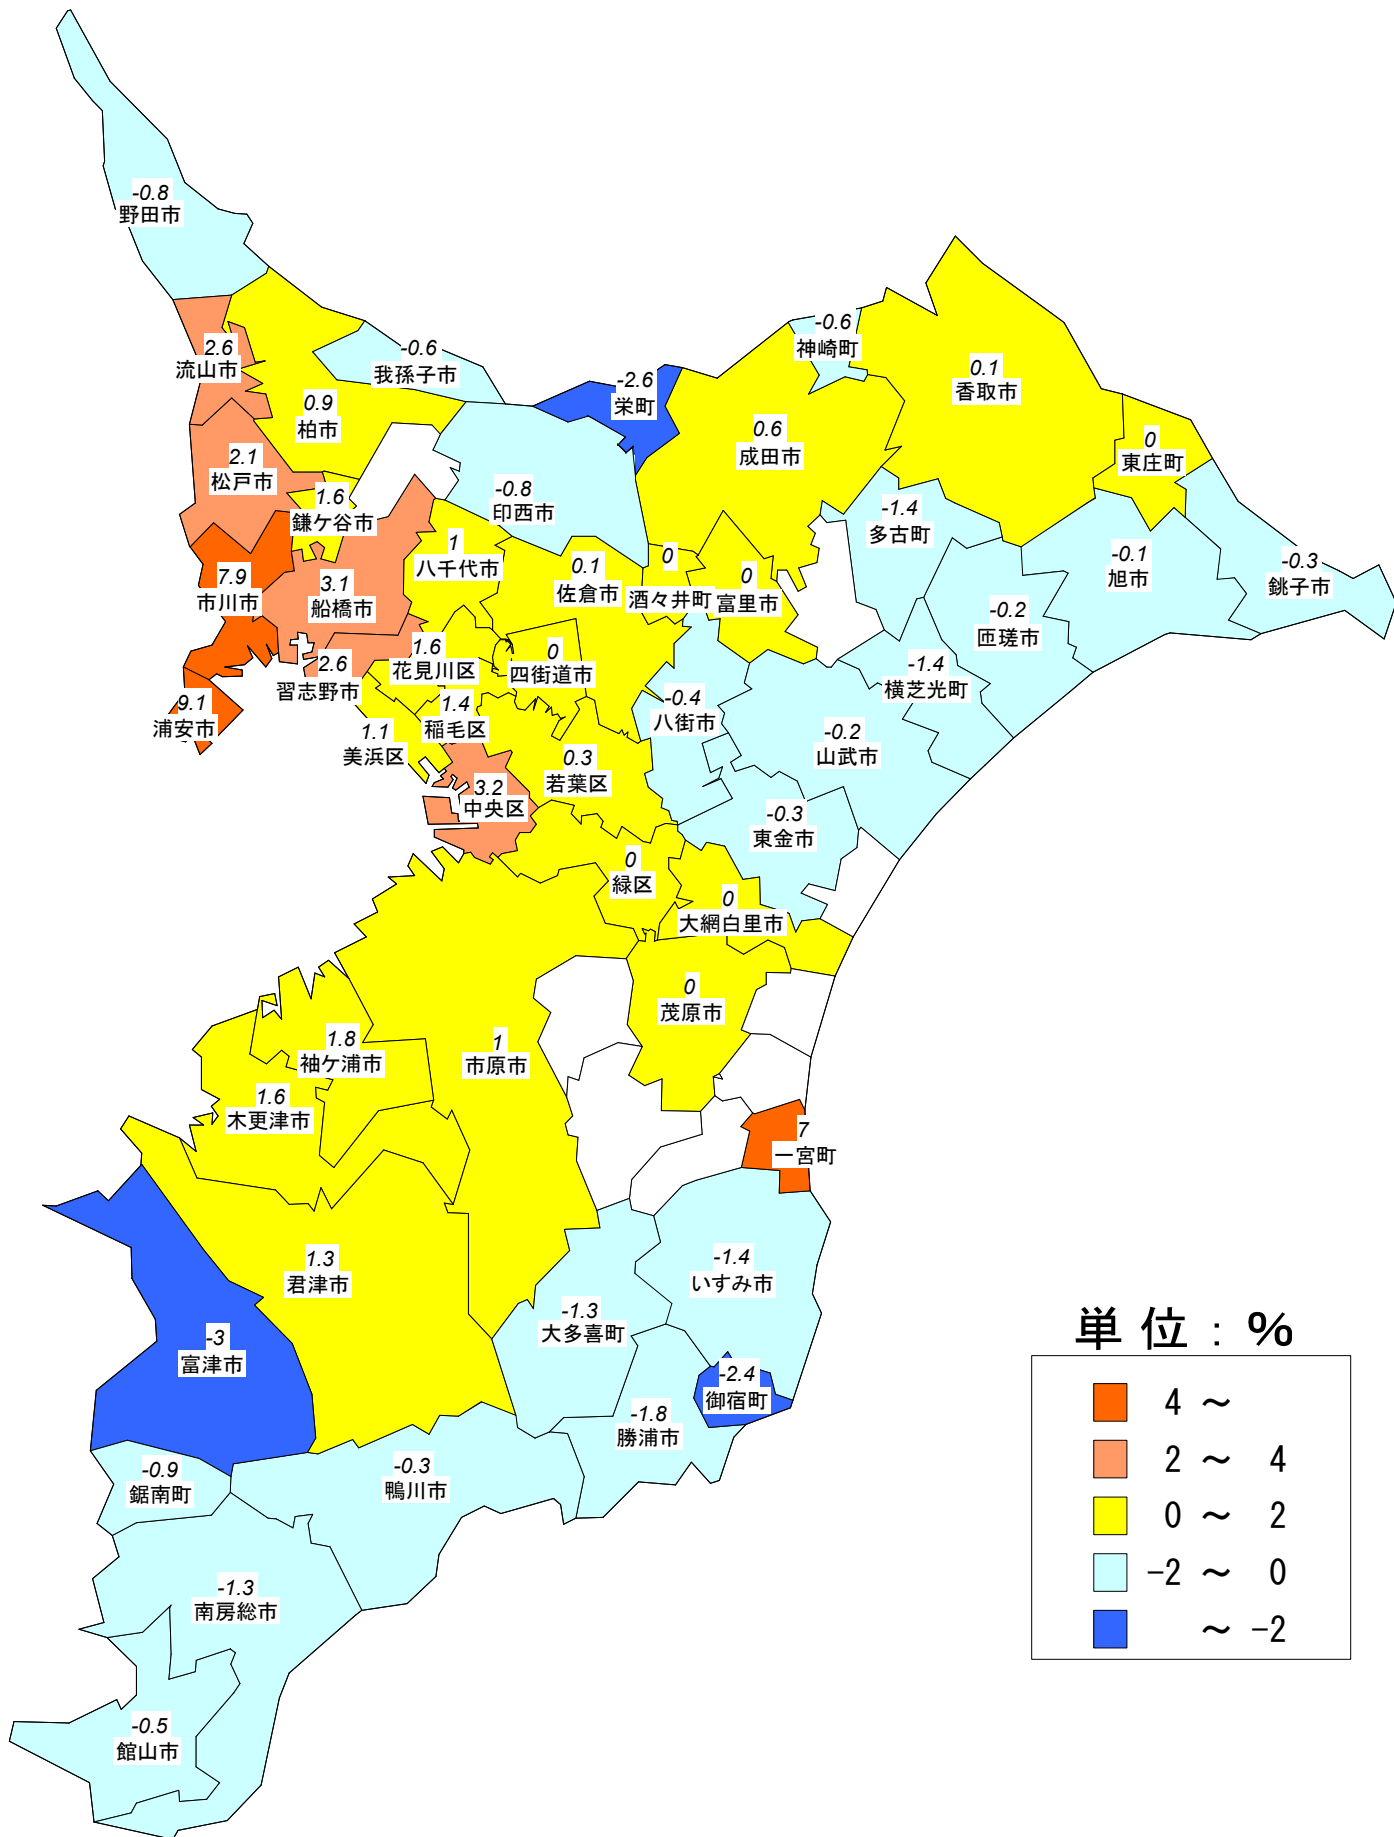 -0.8
野田市
2.6
流山市
-0.6
我孫子市
0.9
柏市
-2.6
栄町
-0.6
神崎町
0.1
香取市
0
東庄町
0.6
成田市
2.1
松戸市
1.6
鎌ケ谷市
-0.8
印西市
-1.4
多古町
-0.1
旭市
-0.3
銚子市
7.9
市川市
3.1
船橋市
1
八千代市
0.1
佐倉市
0
酒々井町
0
富里市
-0.2
匝瑳市
9.1
浦安市
2.6
習志野市
1.6
花見川区
0
四街道市
-1.4
横芝光町
1.1
美浜区
1.4
稲毛区
-0.4
八街市
-0.2
山武市
3.2
中央区
0.3
若葉区
-0.3
東金市
0
緑区
0
大網白里市
0
茂原市
1.8
袖ケ浦市
1
市原市
1.6
木更津市
7
一宮町
1.3
君津市
-1.4
いすみ市
-3
富津市
-1.3
大多喜町
-2.4
御宿町
-1.8
勝浦市
-0.9
鋸南町
-0.3
鴨川市
-1.3
南房総市
-0.5
館山市
単位：%
4 ～
2 ～ 4
0 ～ 2
-2 ～ 0
～ -2